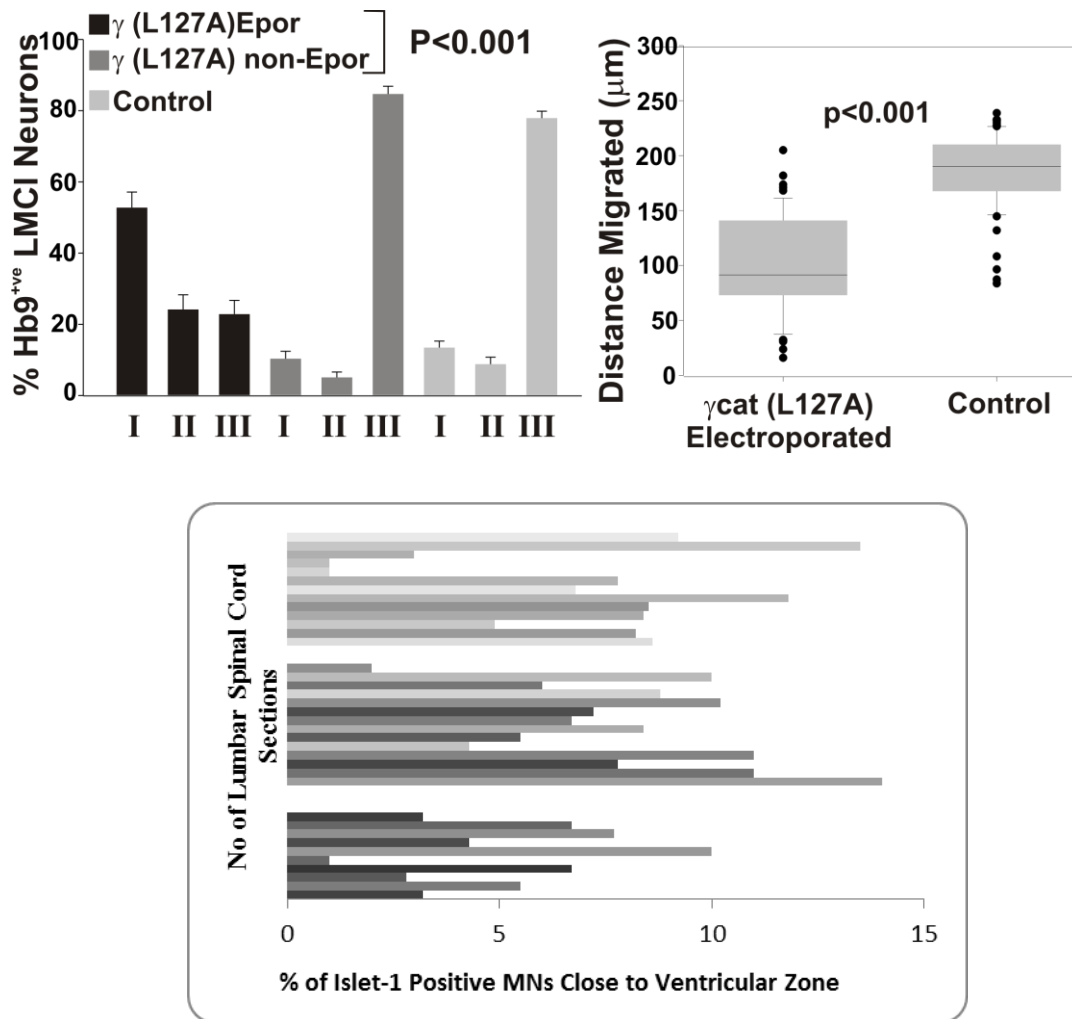 γ (L127A)Epor
γ (L127A) non-Epor
Control
P<0.001
% Hb9+ve LMCI Neurons
100
80
60
40
20
0
I II III I II III I II III
Distance Migrated (μm)
300
250
200
150
100
50
0
p<0.001
γcat (L127A)
Electroporated
Control
No of Lumbar Spinal Cord
Sections
0 5 10 15
% of Islet-1 Positive MNs Close to Ventricular Zone